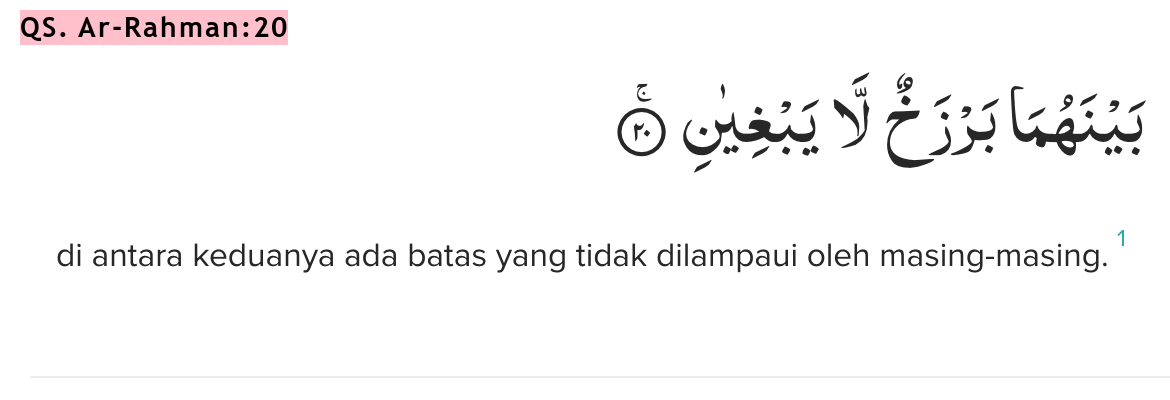 QS. Ar-Rahman:20
بَيْنَهُمَا بَرْزَخٌ لَّا يَبْغِيٰنِۚ ٢٠
di antara keduanya ada batas yang tidak dilampaui oleh masing-masing. 1